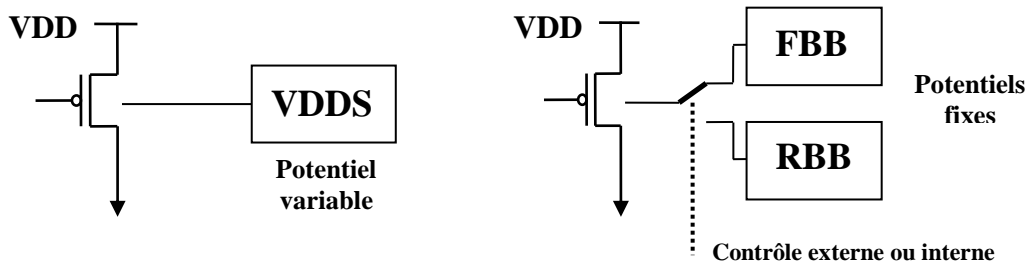 VDD
VDDS
Potentiel
variable
VDD
FBB
RBB
Potentiels
fixes
Contrôle externe ou interne